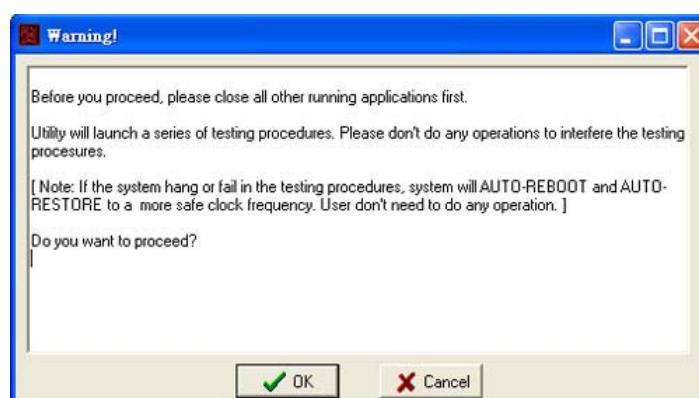 Warning!
Before you proceed, please close all other running applications first.
Utility will launch a series of testing procedures. Please don't do any operations to interfere the testing
procesures.
[ Note: If the system hang or fail in the testing procedures, system will AUTO-REBOOT and AUTO-
RESTORE to a more safe clock frequency. User don't need to do any operation. ]
Do you want to proceed?
OK
Cancel